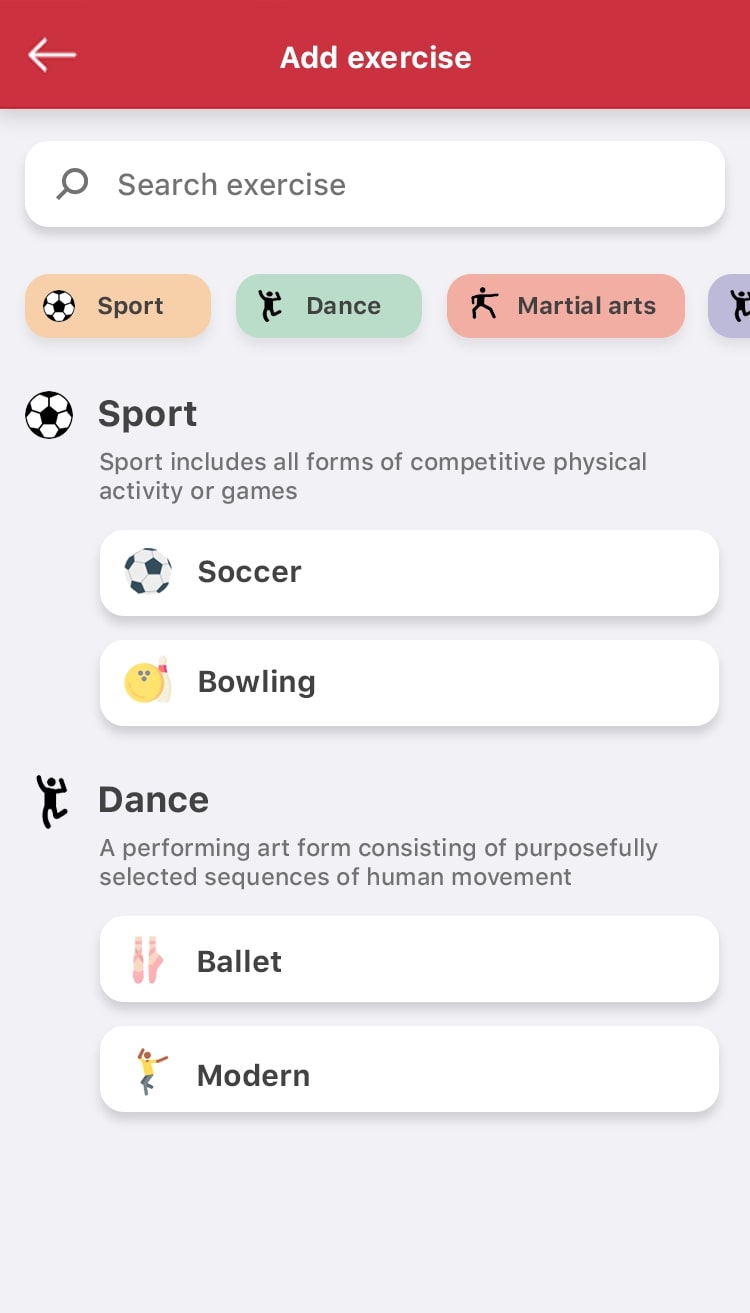 Add exercise
Search exercise
Sport
Dance
Martial arts
Sport
Sport includes all forms of competitive physical
activity or games
Soccer
Bowling
Dance
A performing art form consisting of purposefully
selected sequences of human movement
Ballet
Modern